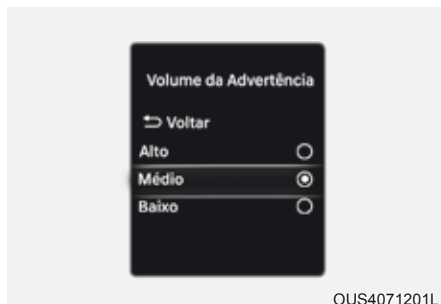 Volume da Advertência
Voltar
Alto
Médio
Baixo
OUS4071201L